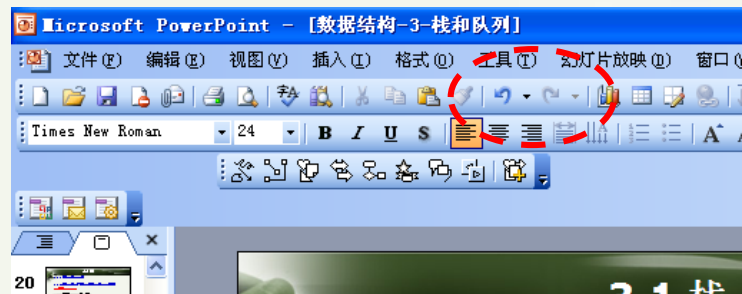 Microsoft PowerPoint - [数据结构-3-栈和队列]
文件(F) 编辑(E) 视图(V) 插入(I) 格式(O) 工具(T) 幻灯片放映(D) 窗口(
Times New Roman 24 B I U S A
20
3.1 栈